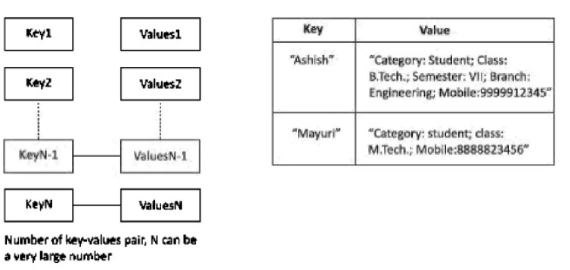 Key1 Values1
Key2 Values2
KeyN-1 ValuesN-1
KeyN ValuesN
Number of key-values pair, N can be
a very large number
Key Value
"Ashish" "Category: Student; Class:
B.Tech.; Semester: VII; Branch:
Engineering; Mobile:9999912345"
"Mayuri" "Category: student; class:
M.Tech.; Mobile:8888823456"